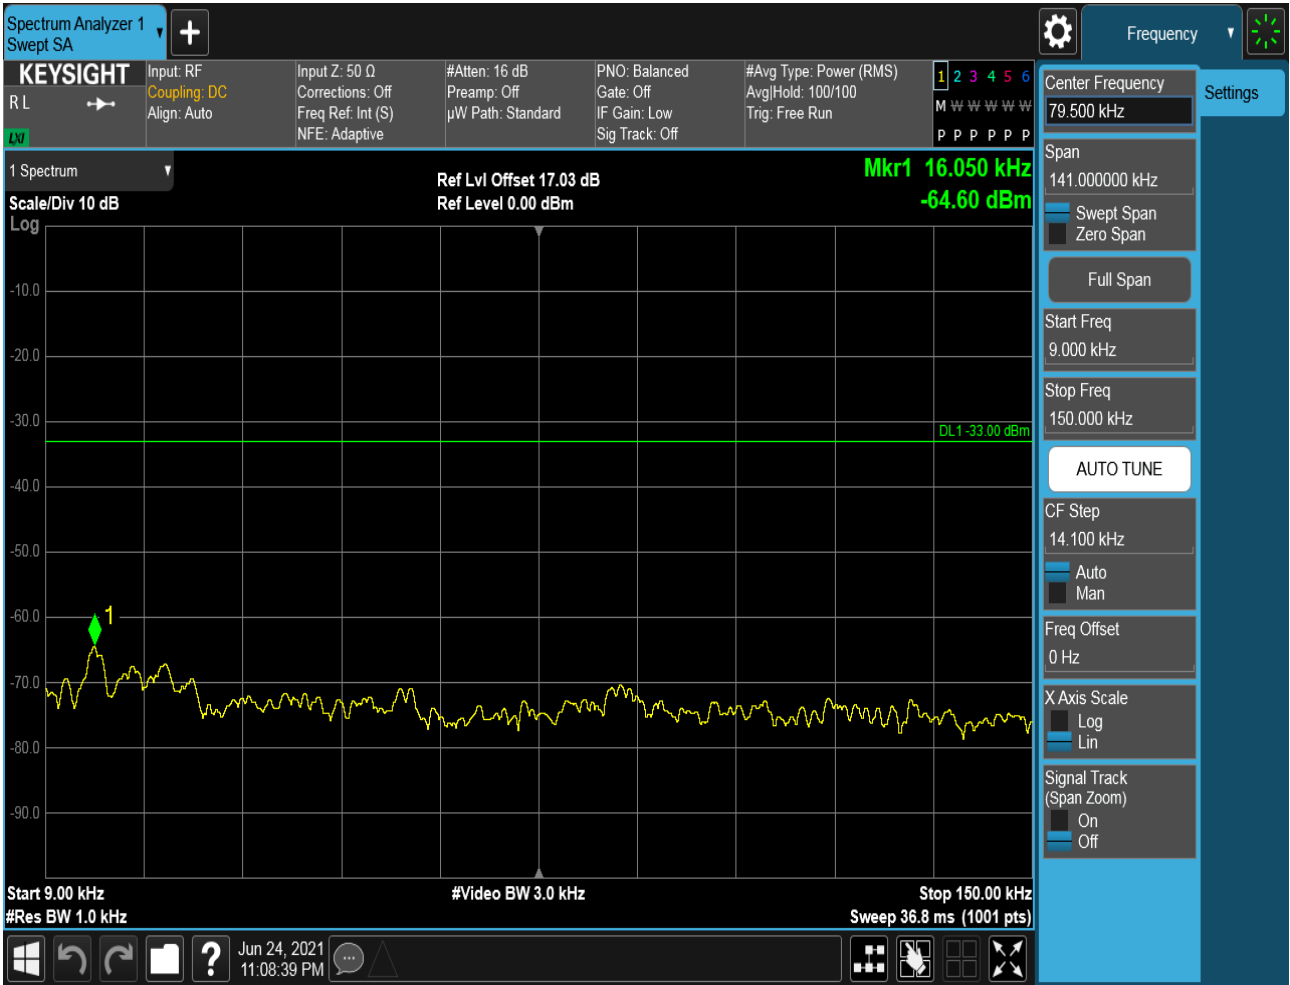 Spectrum Analyzer 1
Swept SA
Frequency
KEYSIGHT
R L
LXI
Input: RF
Coupling: DC
Align: Auto
Input Z: 50 Ω
Corrections: Off
Freq Ref: Int (S)
NFE: Adaptive
#Atten: 16 dB
Preamp: Off
µW Path: Standard
PNO: Balanced
Gate: Off
IF Gain: Low
Sig Track: Off
#Avg Type: Power (RMS)
Avg|Hold: 100/100
Trig: Free Run
1 2 3 4 5 6
M W W W W W
P P P P P P
1 Spectrum
Scale/Div 10 dB
Log
Ref Lvl Offset 17.03 dB
Ref Level 0.00 dBm
Mkr1 16.050 kHz
-64.60 dBm
-10.0
-20.0
-30.0
DL1 -33.00 dBm
-40.0
-50.0
-60.0
1
-70.0
-80.0
-90.0
Start 9.00 kHz
#Res BW 1.0 kHz
#Video BW 3.0 kHz
Stop 150.00 kHz
Sweep 36.8 ms (1001 pts)
?
Jun 24, 2021
11:08:39 PM
Center Frequency
79.500 kHz
Span
141.000000 kHz
Swept Span
Zero Span
Full Span
Start Freq
9.000 kHz
Stop Freq
150.000 kHz
AUTO TUNE
CF Step
14.100 kHz
Auto
Man
Freq Offset
0 Hz
X Axis Scale
Log
Lin
Signal Track
(Span Zoom)
On
Off
Settings